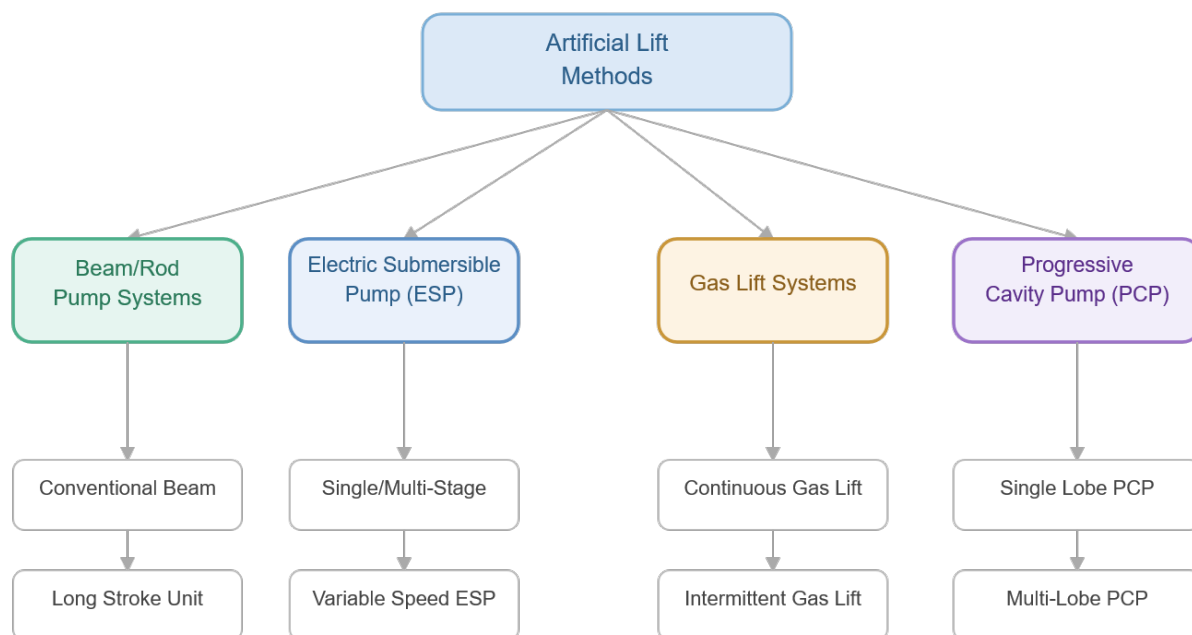 Artificial Lift
Methods
Beam/Rod
Pump Systems
Electric Submersible
Pump (ESP)
Gas Lift Systems
Progressive
Cavity Pump (PCP)
Conventional Beam
Single/Multi-Stage
Continuous Gas Lift
Single Lobe PCP
Long Stroke Unit
Variable Speed ESP
Intermittent Gas Lift
Multi-Lobe PCP